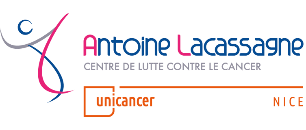 Antoine Lacassagne
CENTRE DE LUTTE CONTRE LE CANCER
unicancer NICE